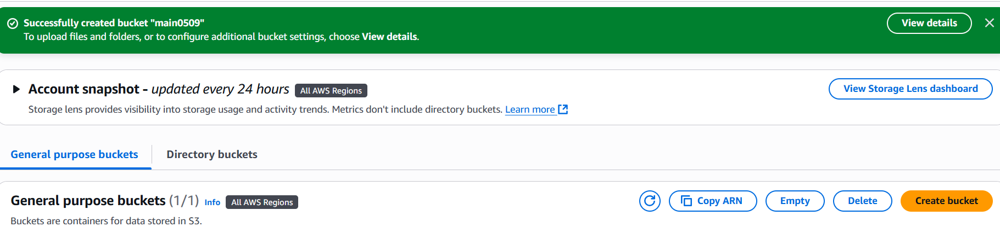 Successfully created bucket "main0509"
View details
To upload files and folders, or to configure additional bucket settings, choose View details.
Account snapshot - updated every 24 hours All AWS Regions
View Storage Lens dashboard
Storage lens provides visibility into storage usage and activity trends. Metrics don't include directory buckets. Learn more
General purpose buckets
Directory buckets
General purpose buckets (1/1) Info All AWS Regions
Copy ARN
Empty
Delete
Create bucket
Buckets are containers for data stored in S3.